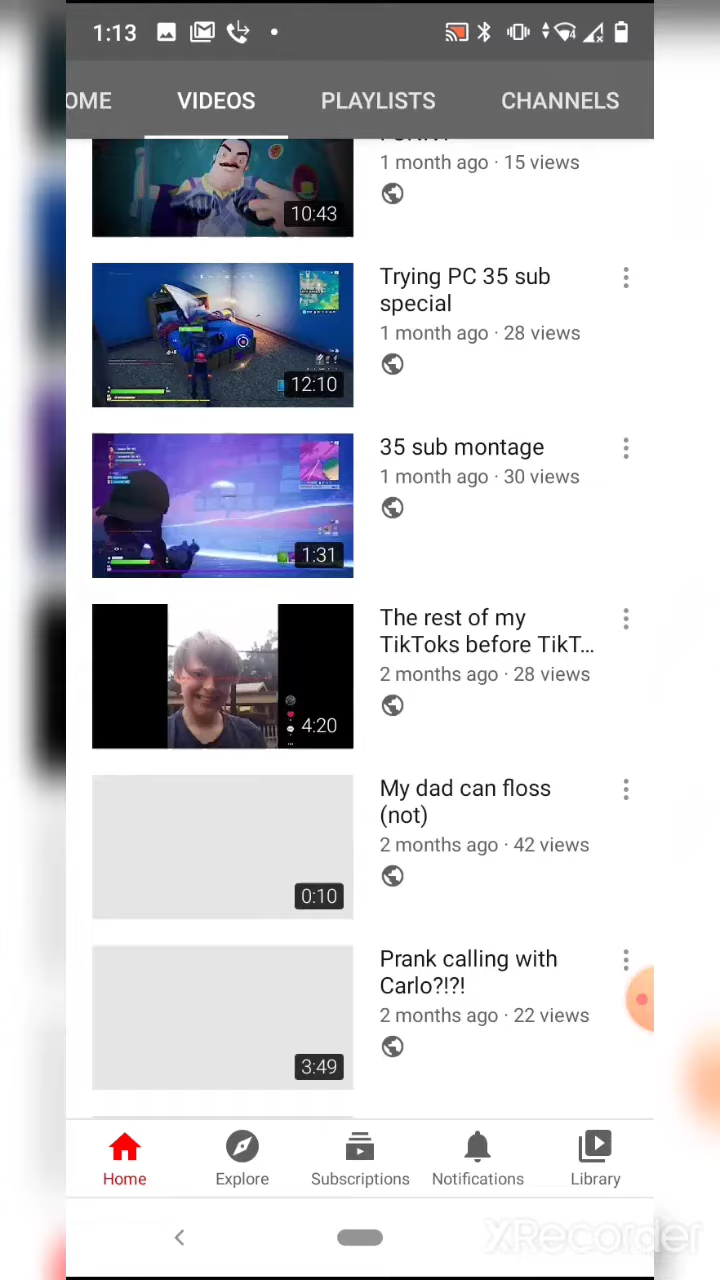 1:13
OME VIDEOS PLAYLISTS CHANNELS
1 month ago · 15 views
10:43
Trying PC 35 sub
special
1 month ago · 28 views
12:10
35 sub montage
1 month ago · 30 views
1:31
The rest of my
TikToks before TikT...
2 months ago · 28 views
4:20
My dad can floss
(not)
2 months ago · 42 views
0:10
Prank calling with
Carlo?!?!
2 months ago · 22 views
3:49
Home Explore Subscriptions Notifications Library
XRecorder